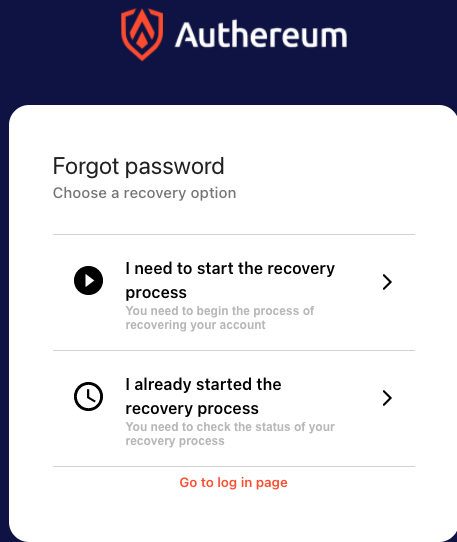 Authereum
Forgot password
Choose a recovery option
I need to start the recovery
process
You need to begin the process of
recovering your account
I already started the
recovery process
You need to check the status of your
recovery process
Go to log in page